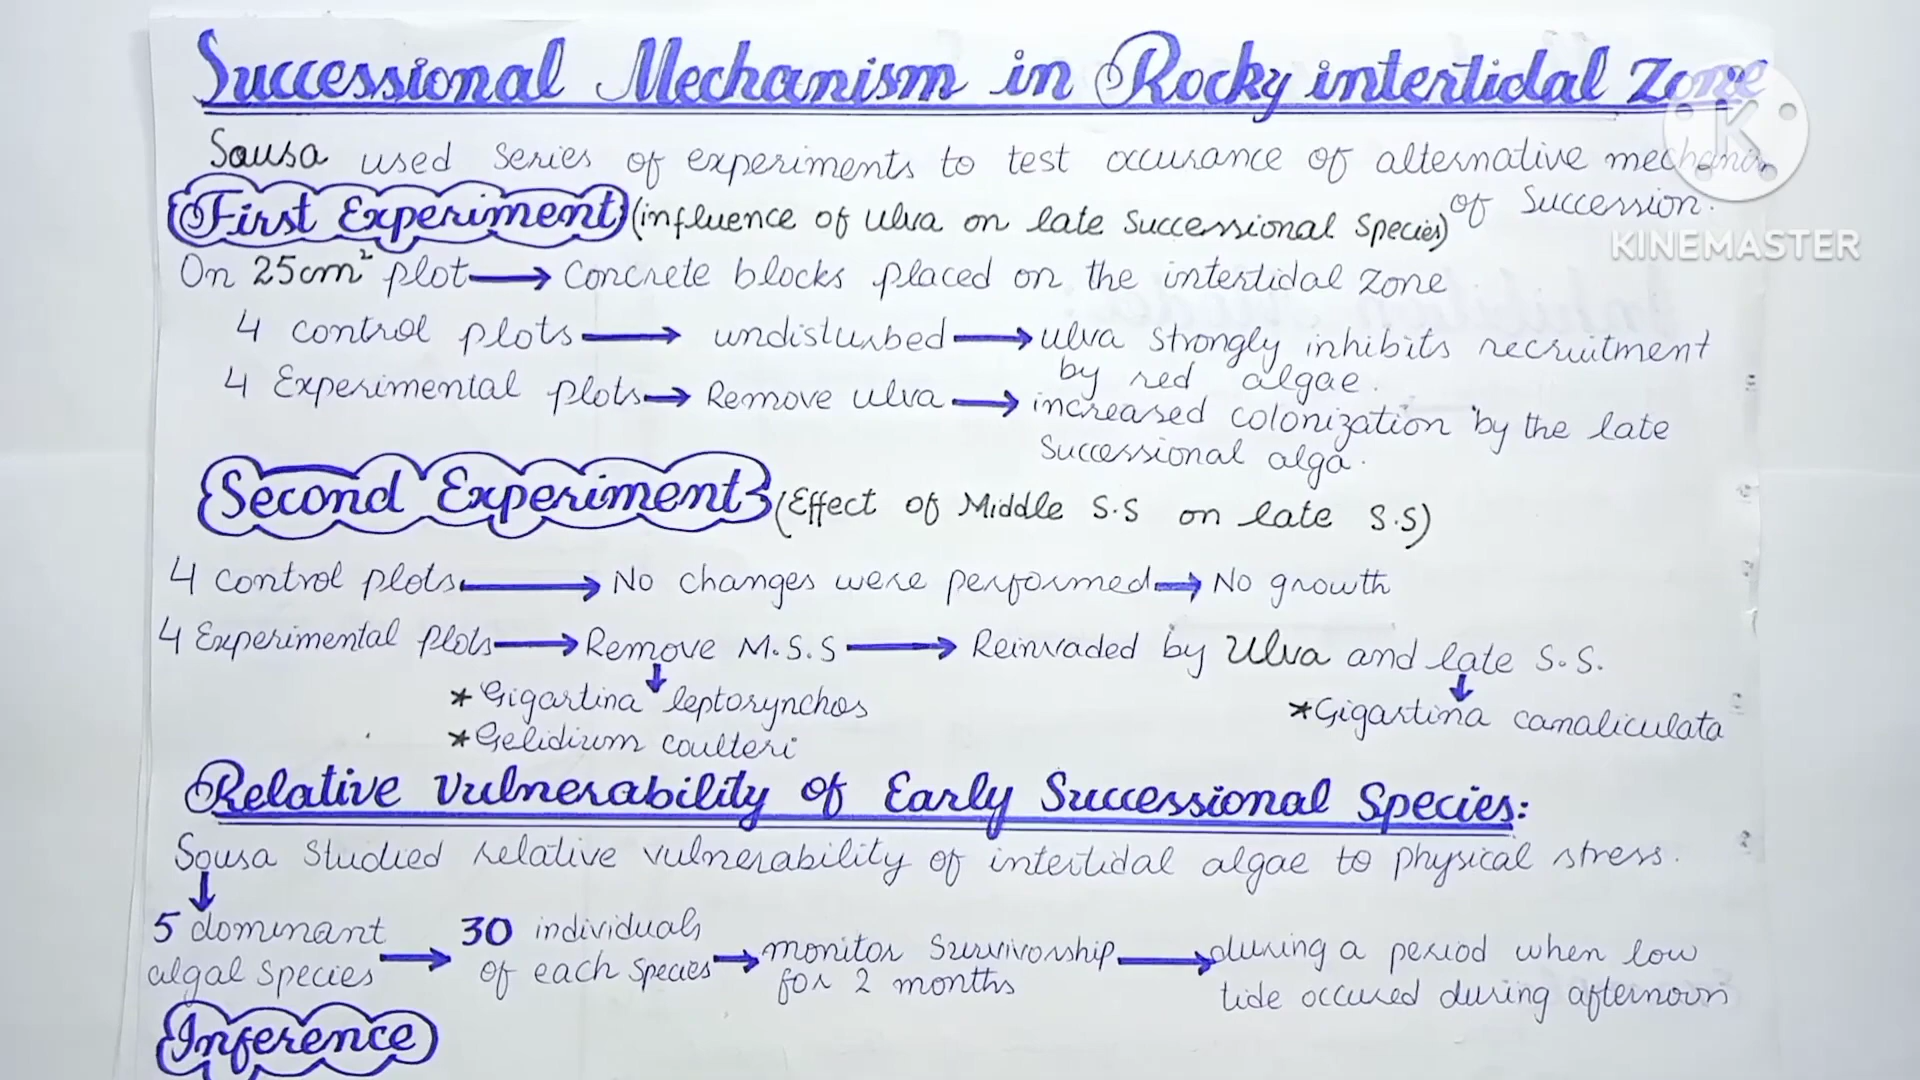 Successional Mechanism in Rocky intertidal Zone
Sousa used series of experiments to test occurance of alternative
of Succession.
First Experiment (influence of ulva on late Successional Species)
KINEMASTER
On 25cm² plot → Concrete blocks placed on the intertidal Zone
4 control plots → undisturbed → ulva strongly inhibits recruitment
by red algae.
4 Experimental plots → Remove ulva → increased colonization by the late
Successional alga.
Second Experiment (Effect of Middle S.S on late S.S)
4 control plots → No changes were performed → No growth
4 Experimental plots → Remove M.S.S → Reinvaded by Ulva and late S.S.
* Gigartina leptorynchos
* Gigartina canaliculata
* Gelidium coulteri
Relative Vulnerability of Early Successional Species:
Sousa Studied relative vulnerability of intertidal algae to physical stress.
5 dominant algal Species → 30 individuals of each Species → monitor Survivorship for 2 months → during a period when low tide occured during afternoon
Inference